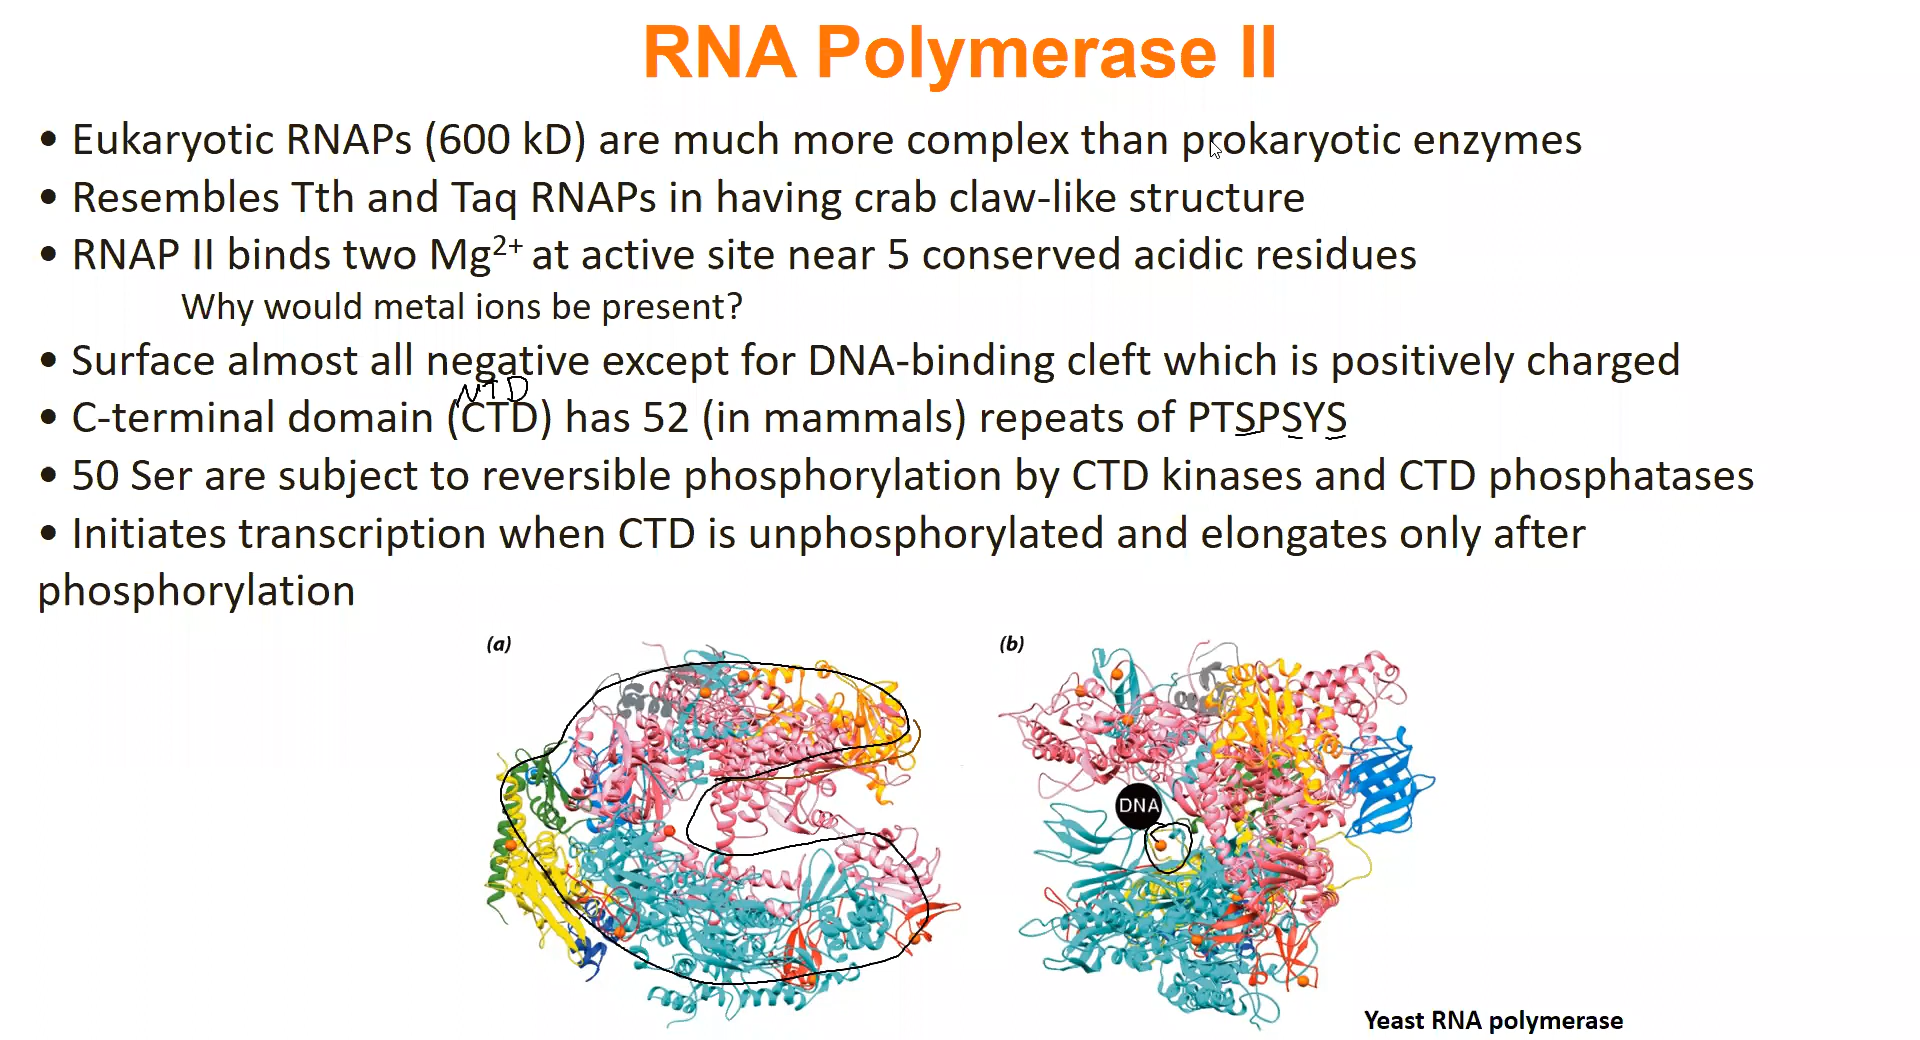 RNA Polymerase II
• Eukaryotic RNAPs (600 kD) are much more complex than prokaryotic enzymes
• Resembles Tth and Taq RNAPs in having crab claw-like structure
• RNAP II binds two Mg²⁺ at active site near 5 conserved acidic residues
Why would metal ions be present?
• Surface almost all negative except for DNA-binding cleft which is positively charged
NTD
• C-terminal domain (CTD) has 52 (in mammals) repeats of PTSPSYS
• 50 Ser are subject to reversible phosphorylation by CTD kinases and CTD phosphatases
• Initiates transcription when CTD is unphosphorylated and elongates only after
phosphorylation
(a)
(b)
DNA
Yeast RNA polymerase